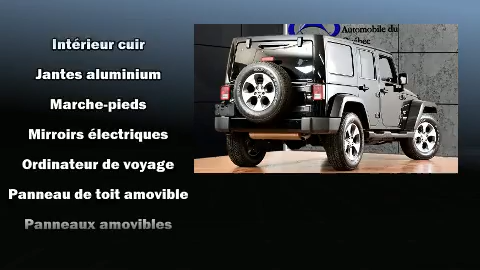 Automobile du
Québec
Intérieur cuir
Jantes aluminium
Marche-pieds
Mirroirs électriques
Ordinateur de voyage
Panneau de toit amovible
Panneaux amovibles